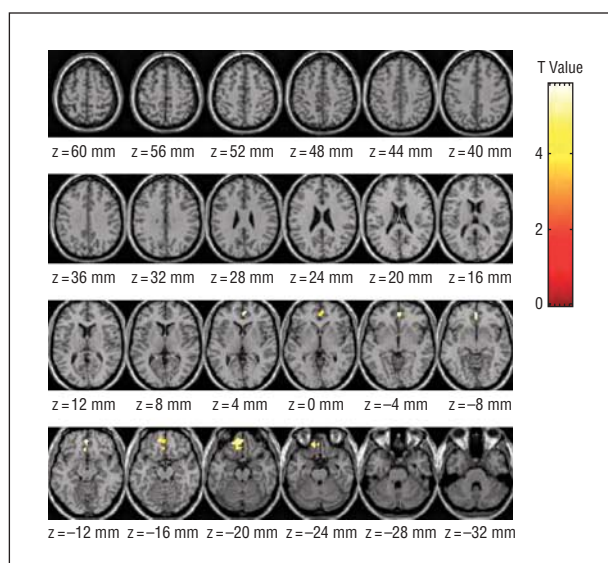 T Value
4
2
0
z=60 mm z=56 mm z=52 mm z=48 mm z=44 mm z=40 mm
z=36 mm z=32 mm z=28 mm z=24 mm z=20 mm z=16 mm
z=12 mm z=8 mm z=4 mm z=0 mm z=–4 mm z=–8 mm
z=–12 mm z=–16 mm z=–20 mm z=–24 mm z=–28 mm z=–32 mm